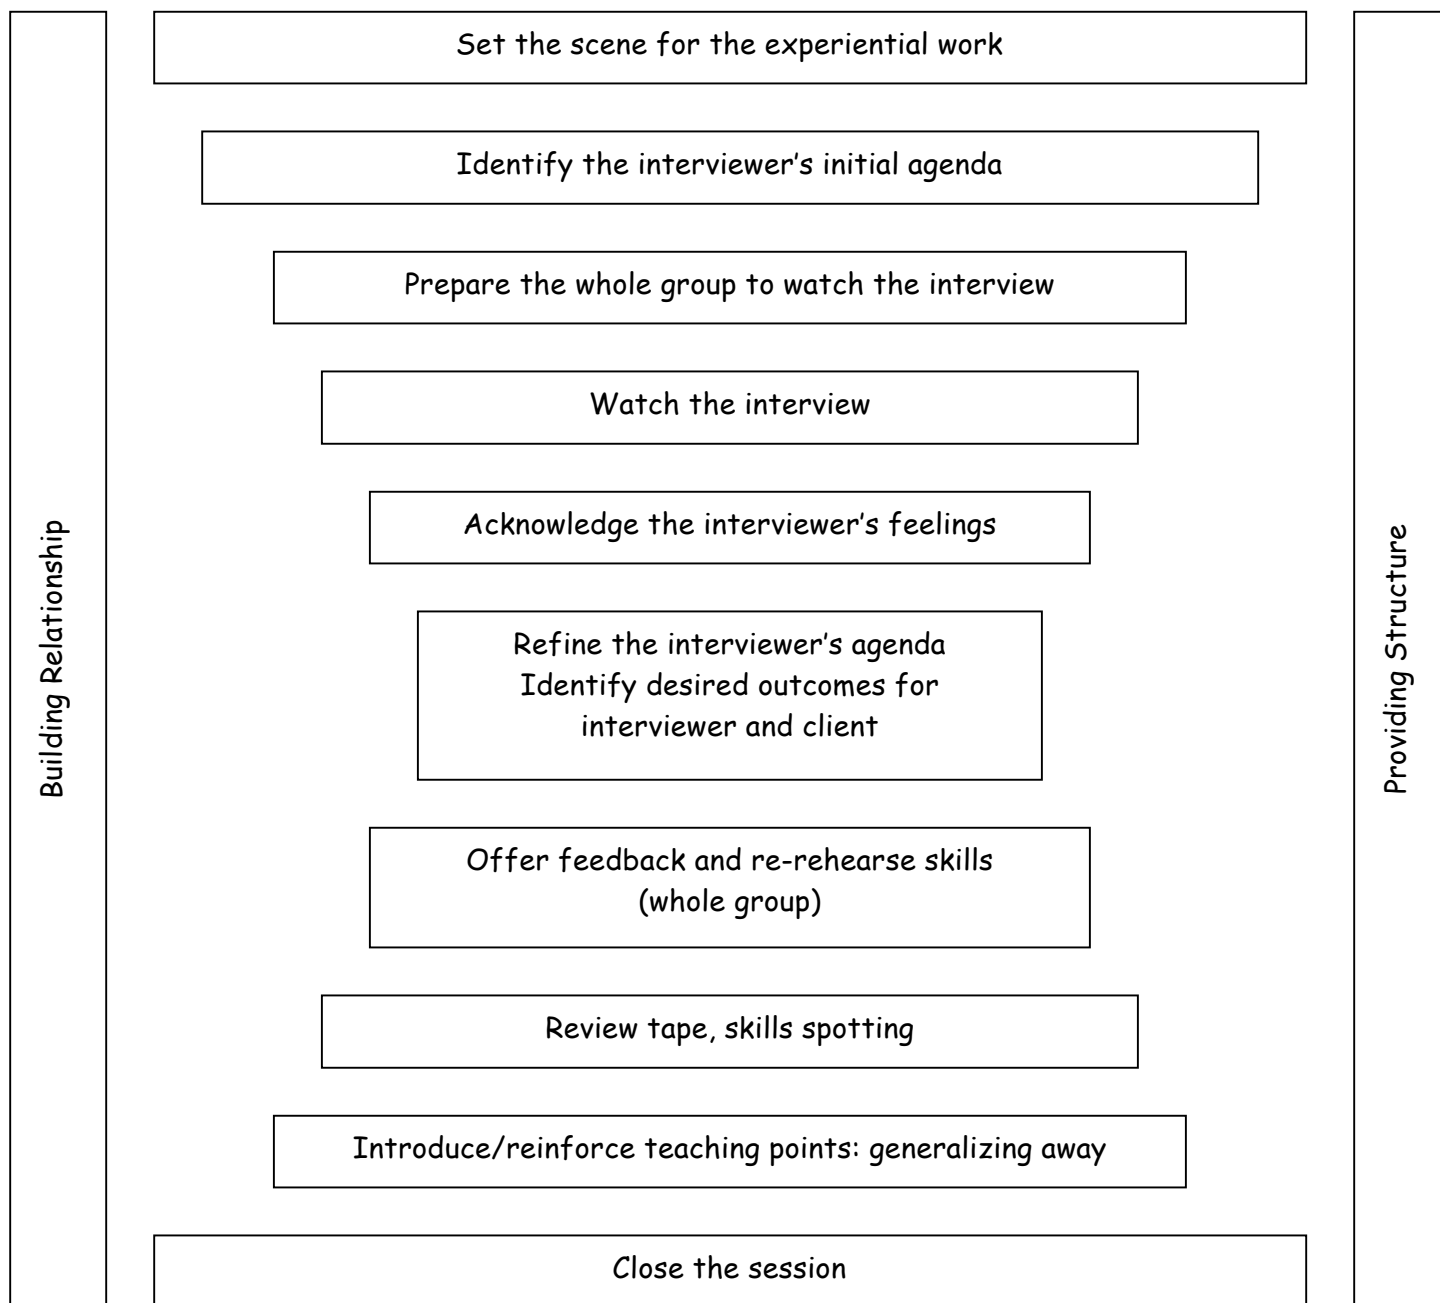 Set the scene for the experiential work
Identify the interviewer’s initial agenda
Prepare the whole group to watch the interview
Watch the interview
Acknowledge the interviewer’s feelings
Building Relationship
Refine the interviewer’s agenda
Identify desired outcomes for
interviewer and client
Providing Structure
Offer feedback and re-rehearse skills
(whole group)
Review tape, skills spotting
Introduce/reinforce teaching points: generalizing away
Close the session